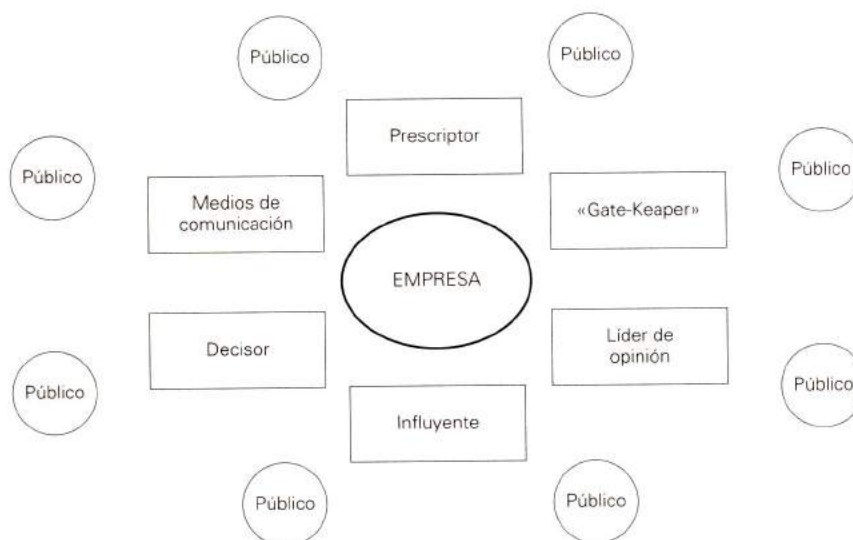 Público
Público
Prescriptor
Público
Público
Medios de
comunicación
«Gate-Keaper»
EMPRESA
Decisor
Líder de
opinión
Público
Público
Influyente
Público
Público